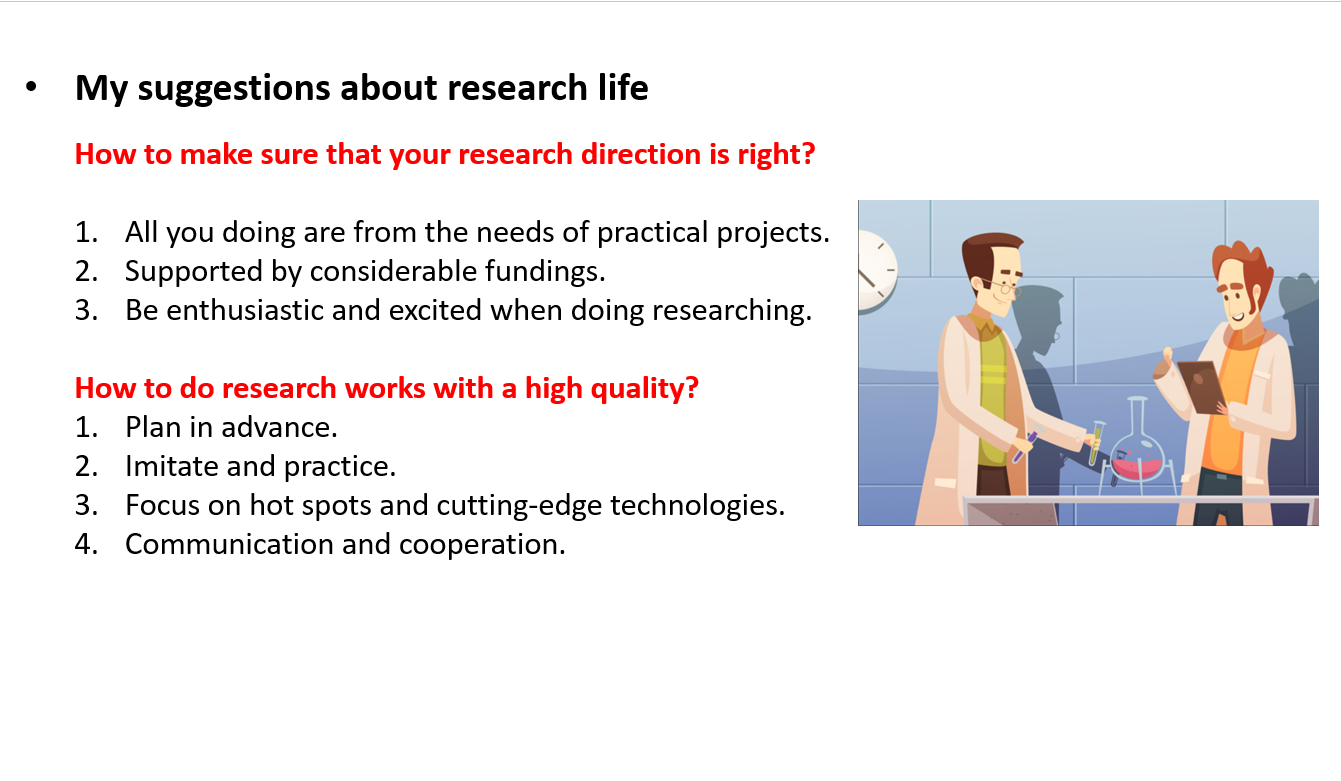 • My suggestions about research life
How to make sure that your research direction is right?
1. All you doing are from the needs of practical projects.
2. Supported by considerable fundings.
3. Be enthusiastic and excited when doing researching.
How to do research works with a high quality?
1. Plan in advance.
2. Imitate and practice.
3. Focus on hot spots and cutting-edge technologies.
4. Communication and cooperation.